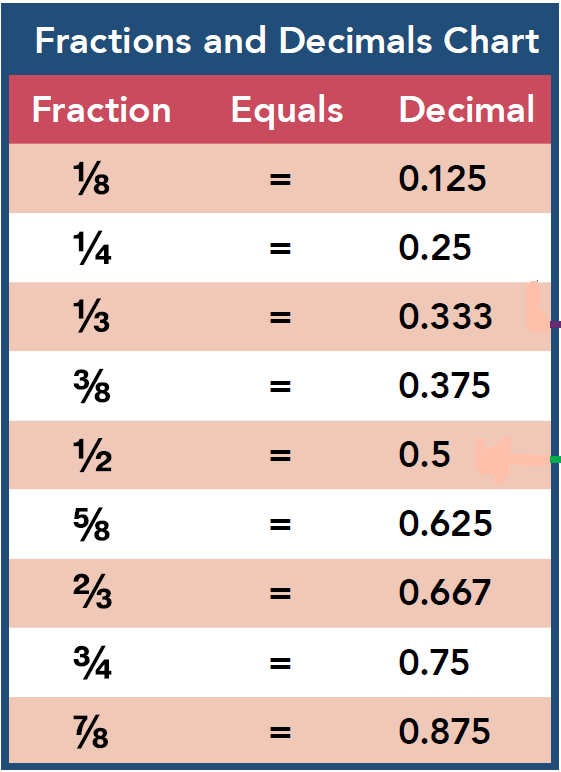 Fractions and Decimals Chart
Fraction Equals Decimal
⅛ = 0.125
¼ = 0.25
⅓ = 0.333
⅜ = 0.375
½ = 0.5
⅝ = 0.625
⅔ = 0.667
¾ = 0.75
⅞ = 0.875